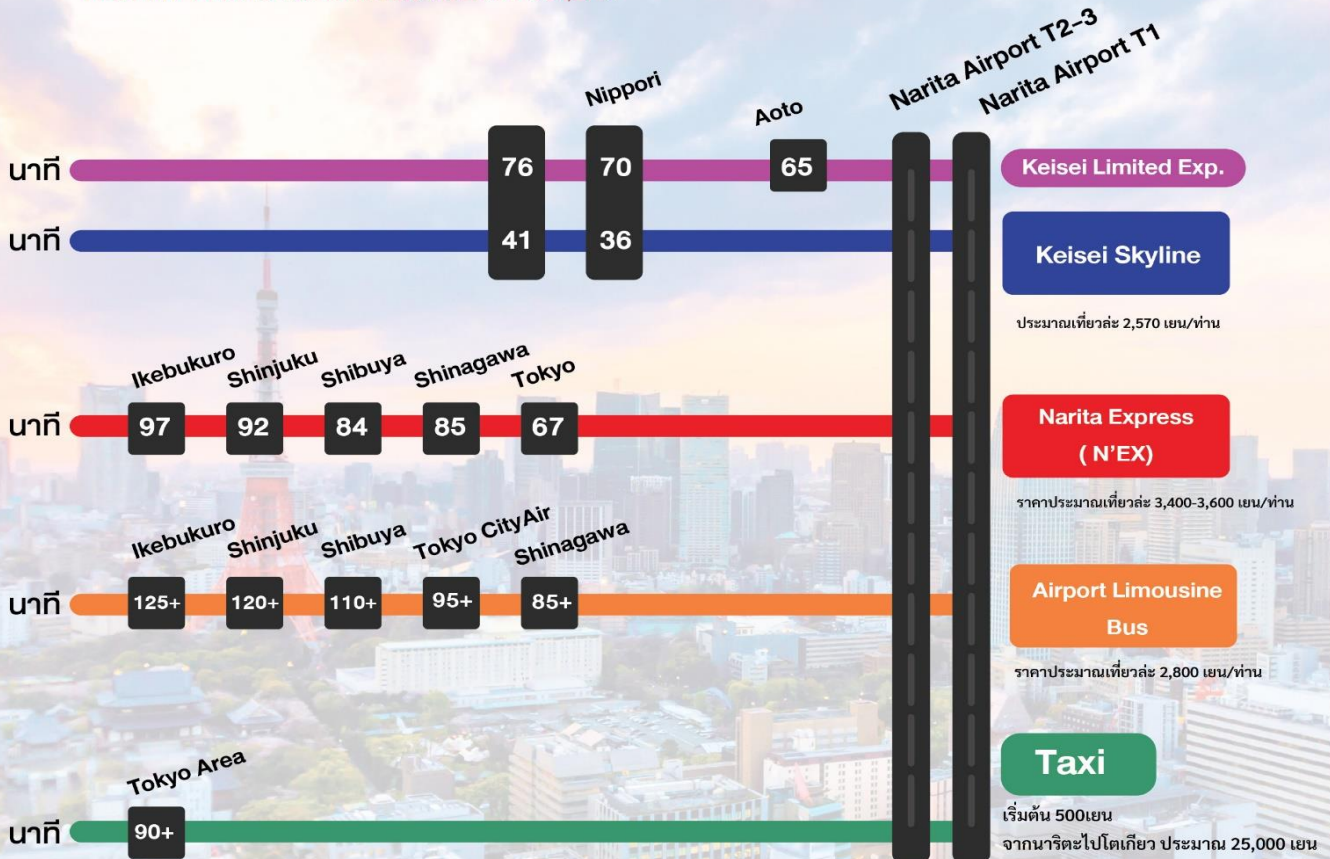 Narita Airport T2-3
Narita Airport T1
Nippori
Aoto
นาที
76
70
65
Keisei Limited Exp.
นาที
41
36
Keisei Skyline
ประมาณเที่ยวล่ะ 2,570 เยน/ท่าน
Ikebukuro
Shinjuku
Shibuya
Shinagawa
Tokyo
นาที
97
92
84
85
67
Narita Express
( N'EX)
ราคาประมาณเที่ยวล่ะ 3,400-3,600 เยน/ท่าน
Ikebukuro
Shinjuku
Shibuya
Tokyo CityAir
Shinagawa
นาที
125+
120+
110+
95+
85+
Airport Limousine
Bus
ราคาประมาณเที่ยวล่ะ 2,800 เยน/ท่าน
Tokyo Area
นาที
90+
Taxi
เริ่มต้น 500เยน
จากนาริตะไปโตเกียว ประมาณ 25,000 เยน